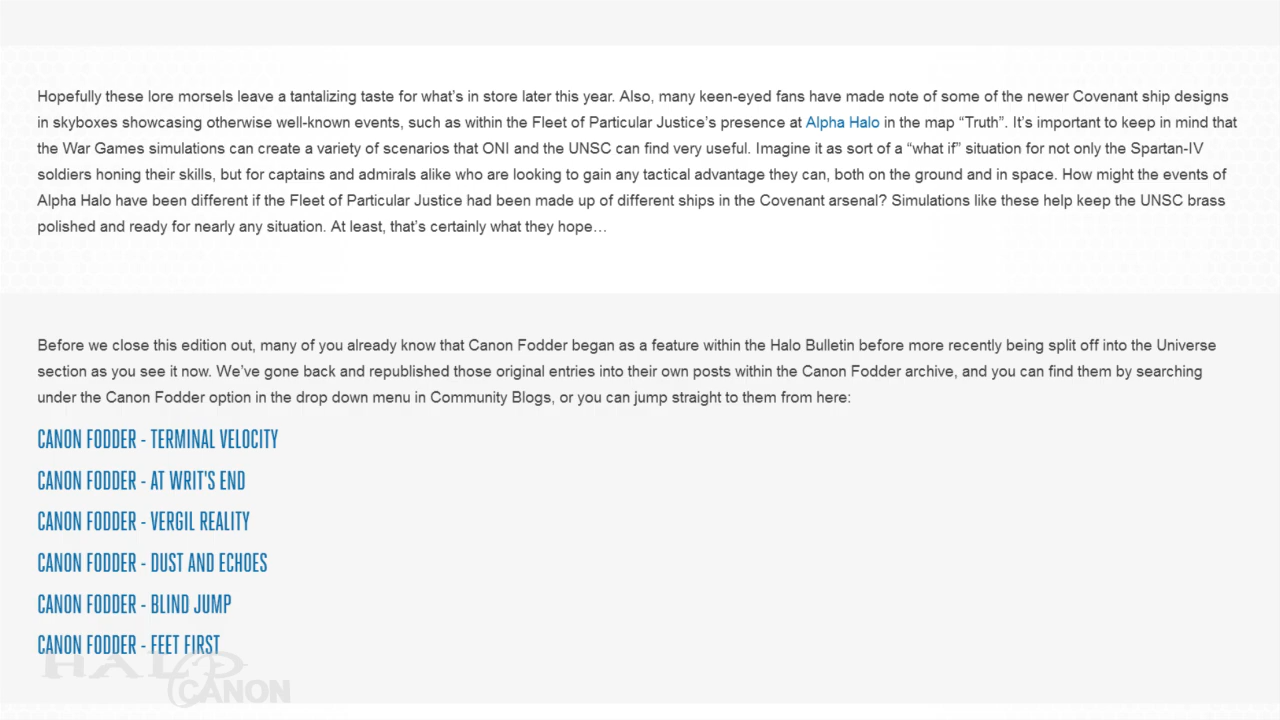 Hopefully these lore morsels leave a tantalizing taste for what's in store later this year. Also, many keen-eyed fans have made note of some of the newer Covenant ship designs
in skyboxes showcasing otherwise well-known events, such as within the Fleet of Particular Justice's presence at Alpha Halo in the map “Truth”. It's important to keep in mind that
the War Games simulations can create a variety of scenarios that ONI and the UNSC can find very useful. Imagine it as sort of a “what if” situation for not only the Spartan-IV
soldiers honing their skills, but for captains and admirals alike who are looking to gain any tactical advantage they can, both on the ground and in space. How might the events of
Alpha Halo have been different if the Fleet of Particular Justice had been made up of different ships in the Covenant arsenal? Simulations like these help keep the UNSC brass
polished and ready for nearly any situation. At least, that's certainly what they hope…
Before we close this edition out, many of you already know that Canon Fodder began as a feature within the Halo Bulletin before more recently being split off into the Universe
section as you see it now. We've gone back and republished those original entries into their own posts within the Canon Fodder archive, and you can find them by searching
under the Canon Fodder option in the drop down menu in Community Blogs, or you can jump straight to them from here:
CANON FODDER - TERMINAL VELOCITY
CANON FODDER - AT WRIT'S END
CANON FODDER - VERGIL REALITY
CANON FODDER - DUST AND ECHOES
CANON FODDER - BLIND JUMP
CANON FODDER - FEET FIRST
HALO
CANON